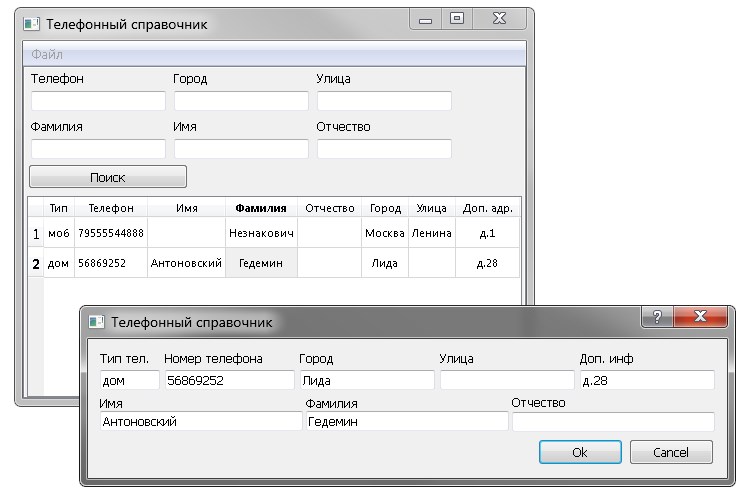 Телефонный справочник
Файл
Телефон Город Улица
Фамилия Имя Отчество
Поиск
Тип Телефон Имя Фамилия Отчество Город Улица Доп. адр.
1 моб 79555544888 Незнакович Москва Ленина д.1
2 дом 56869252 Антоновский Гедемин Лида д.28
Телефонный справочник
Тип тел. Номер телефона Город Улица Доп. инф
дом 56869252 Лида д.28
Имя Фамилия Отчество
Антоновский Гедемин
Ok Cancel